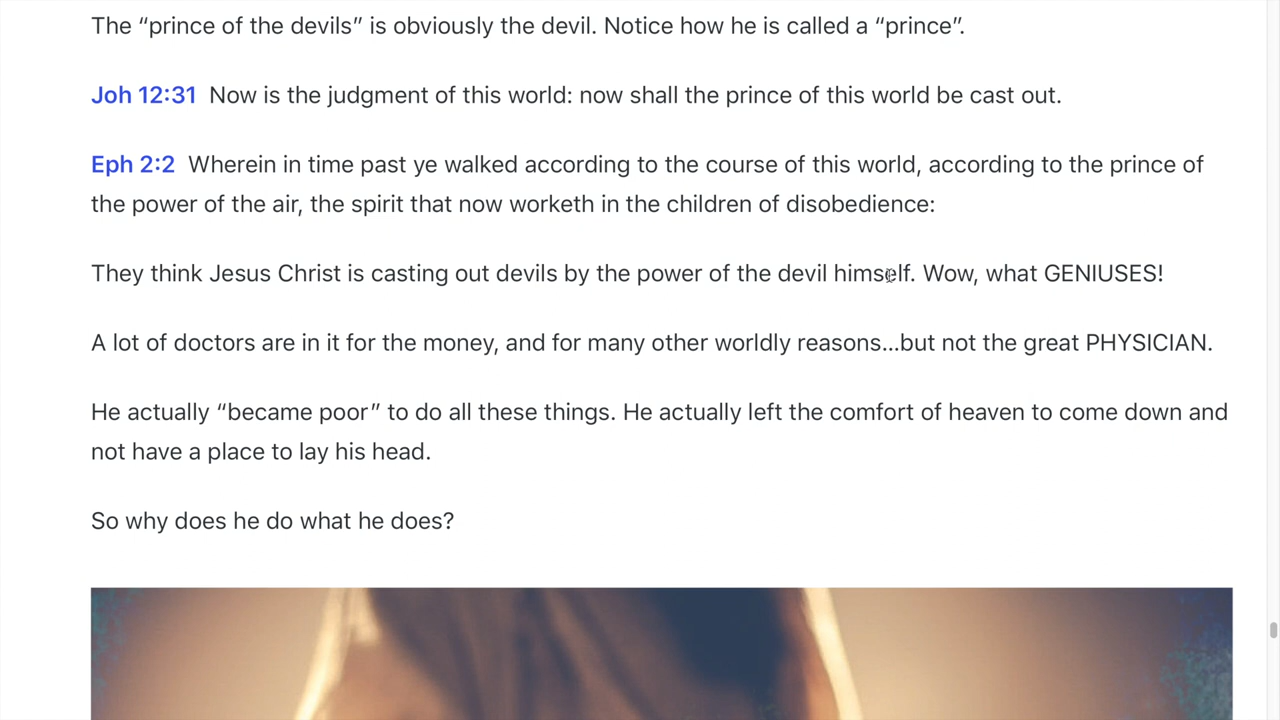 The “prince of the devils” is obviously the devil. Notice how he is called a “prince”.
Joh 12:31 Now is the judgment of this world: now shall the prince of this world be cast out.
Eph 2:2 Wherein in time past ye walked according to the course of this world, according to the prince of
the power of the air, the spirit that now worketh in the children of disobedience:
They think Jesus Christ is casting out devils by the power of the devil himself. Wow, what GENIUSES!
A lot of doctors are in it for the money, and for many other worldly reasons...but not the great PHYSICIAN.
He actually “became poor” to do all these things. He actually left the comfort of heaven to come down and
not have a place to lay his head.
So why does he do what he does?